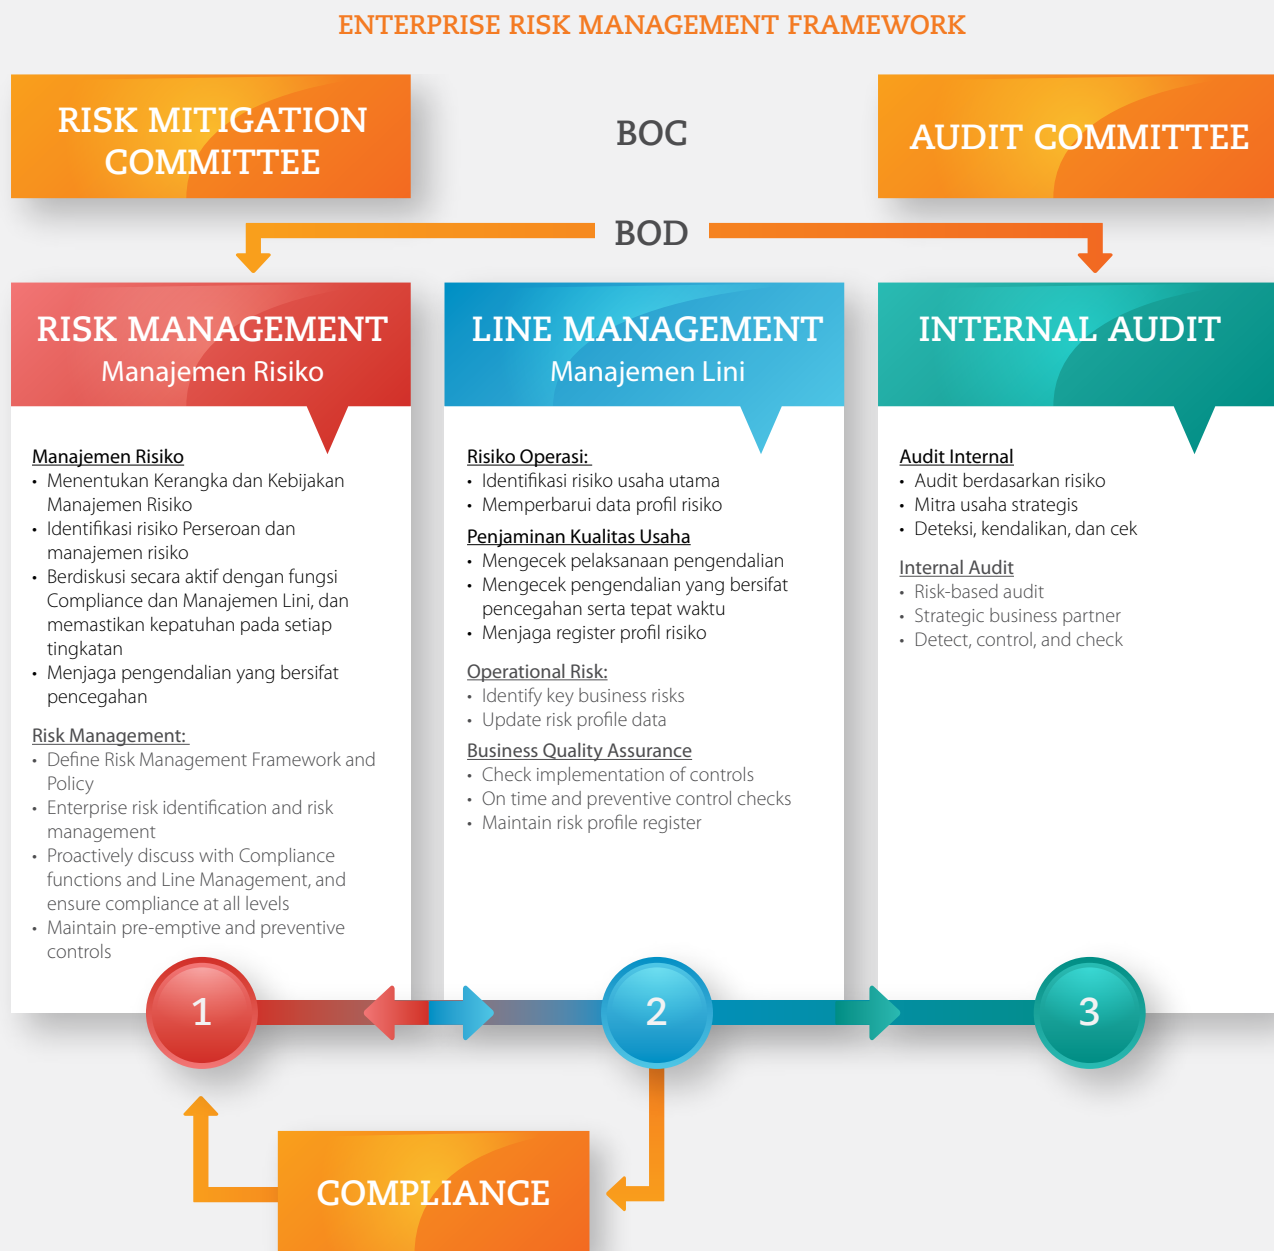 ENTERPRISE RISK MANAGEMENT FRAMEWORK
RISK MITIGATION
COMMITTEE
BOC
AUDIT COMMITTEE
BOD
RISK MANAGEMENT
Manajemen Risiko
Manajemen Risiko
• Menentukan Kerangka dan Kebijakan
Manajemen Risiko
• Identifikasi risiko Perseroan dan
manajemen risiko
• Berdiskusi secara aktif dengan fungsi
Compliance dan Manajemen Lini, dan
memastikan kepatuhan pada setiap
tingkatan
• Menjaga pengendalian yang bersifat
pencegahan
Risk Management:
• Define Risk Management Framework and
Policy
• Enterprise risk identification and risk
management
• Proactively discuss with Compliance
functions and Line Management, and
ensure compliance at all levels
• Maintain pre-emptive and preventive
controls
LINE MANAGEMENT
Manajemen Lini
Risiko Operasi:
• Identifikasi risiko usaha utama
• Memperbarui data profil risiko
Penjaminan Kualitas Usaha
• Mengecek pelaksanaan pengendalian
• Mengecek pengendalian yang bersifat
pencegahan serta tepat waktu
• Menjaga register profil risiko
Operational Risk:
• Identify key business risks
• Update risk profile data
Business Quality Assurance
• Check implementation of controls
• On time and preventive control checks
• Maintain risk profile register
INTERNAL AUDIT
Audit Internal
• Audit berdasarkan risiko
• Mitra usaha strategis
• Deteksi, kendalikan, dan cek
Internal Audit
• Risk-based audit
• Strategic business partner
• Detect, control, and check
1
2
3
COMPLIANCE